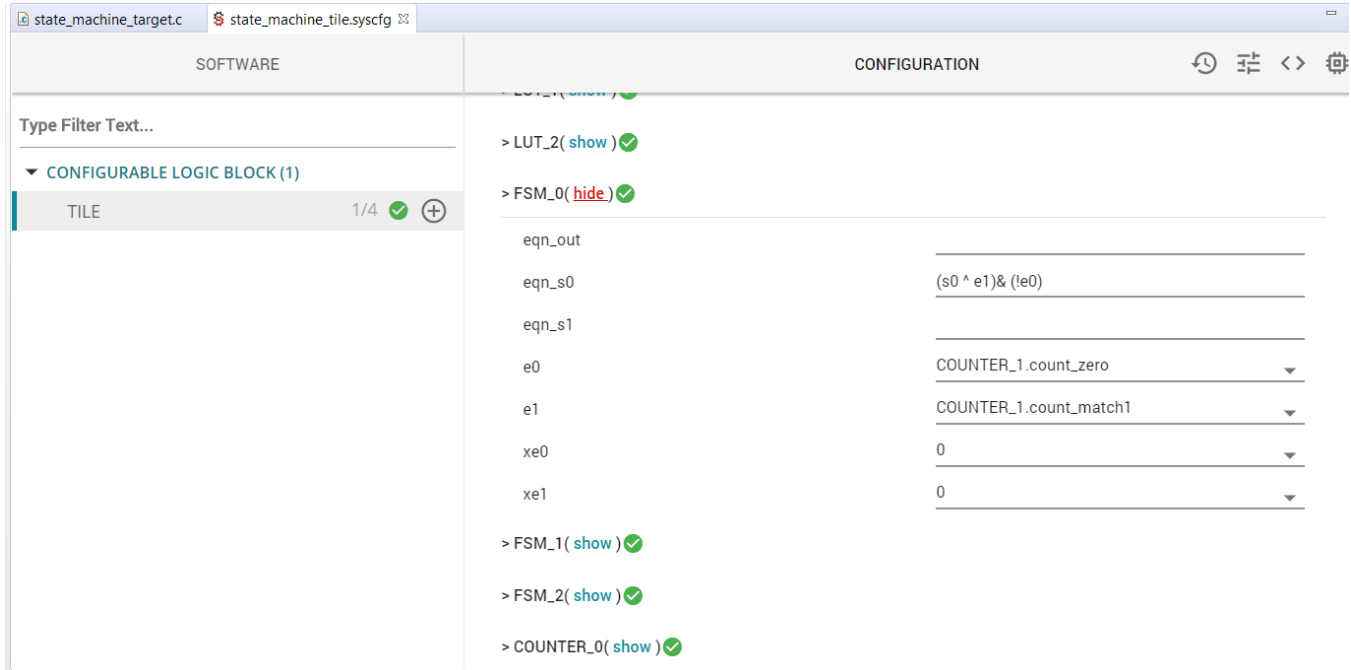 state_machine_target.c
state_machine_tile.syscfg
SOFTWARE
CONFIGURATION
Type Filter Text...
CONFIGURABLE LOGIC BLOCK (1)
TILE 1/4
> LUT_1( show )
> LUT_2( show )
> FSM_0( hide )
eqn_out
eqn_s0 (s0 ^ e1)& (!e0)
eqn_s1
e0 COUNTER_1.count_zero
e1 COUNTER_1.count_match1
xe0 0
xe1 0
> FSM_1( show )
> FSM_2( show )
> COUNTER_0( show )